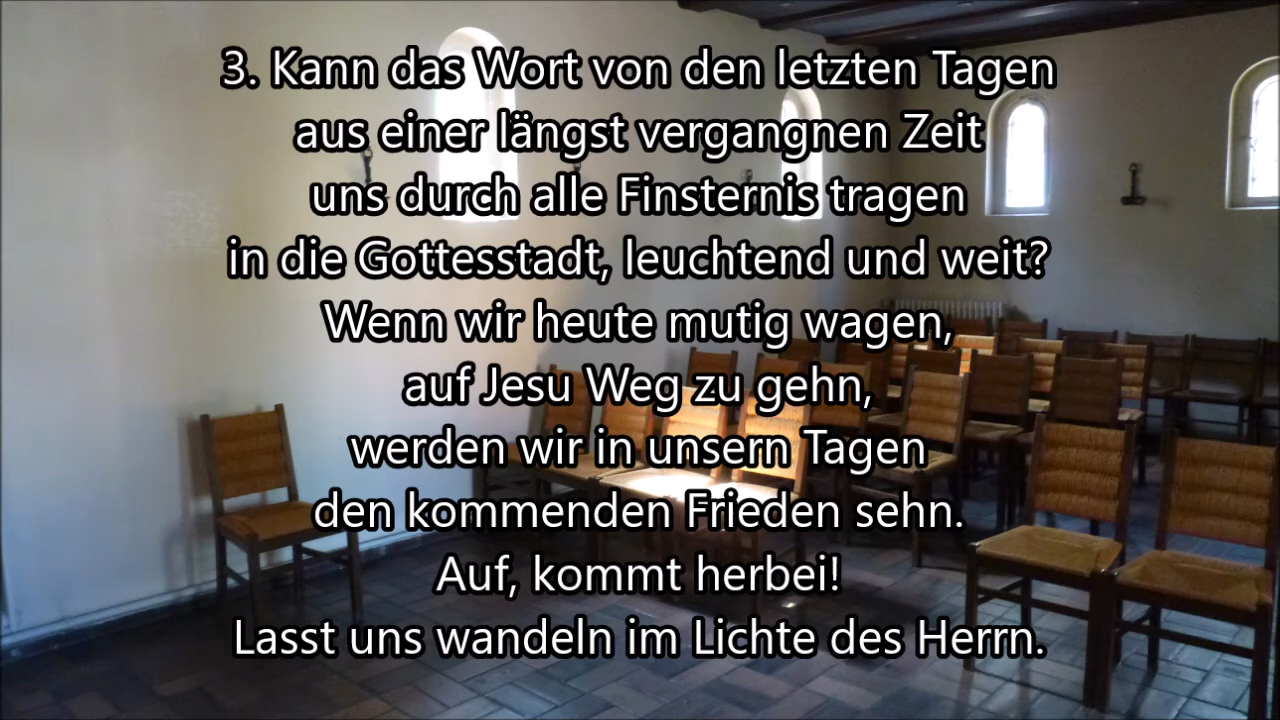 3. Kann das Wort von den letzten Tagen
aus einer längst vergangnen Zeit
uns durch alle Finsternis tragen
in die Gottesstadt, leuchtend und weit?
Wenn wir heute mutig wagen,
auf Jesu Weg zu gehn,
werden wir in unsern Tagen
den kommenden Frieden sehn.
Auf, kommt herbei!
Lasst uns wandeln im Lichte des Herrn.